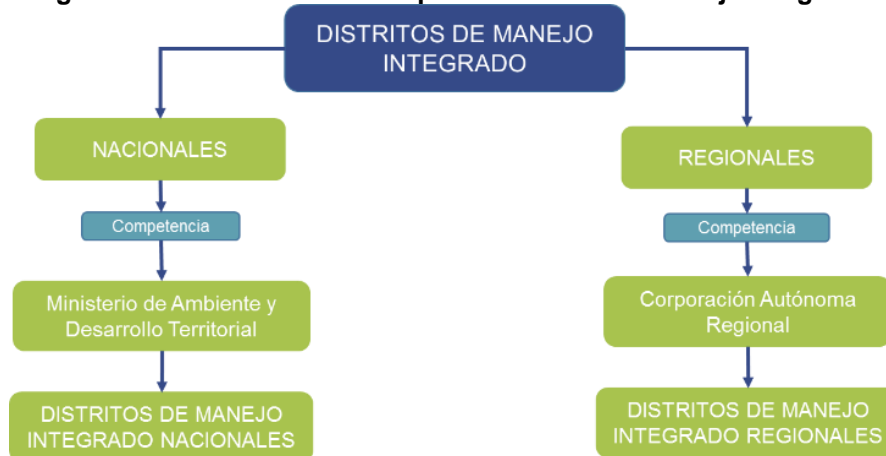 DISTRITOS DE MANEJO
INTEGRADO
NACIONALES
REGIONALES
Competencia
Competencia
Ministerio de Ambiente y
Desarrollo Territorial
Corporación Autónoma
Regional
DISTRITOS DE MANEJO
INTEGRADO NACIONALES
DISTRITOS DE MANEJO
INTEGRADO REGIONALES